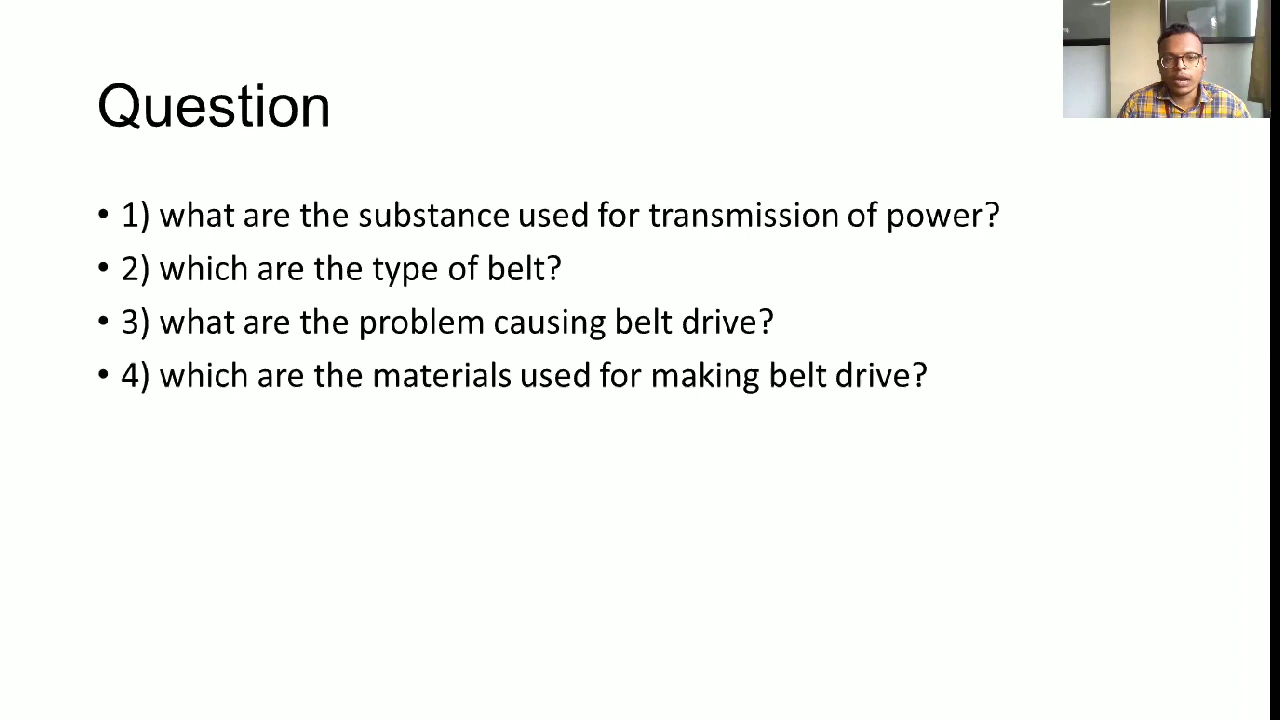 Question
• 1) what are the substance used for transmission of power?
• 2) which are the type of belt?
• 3) what are the problem causing belt drive?
• 4) which are the materials used for making belt drive?